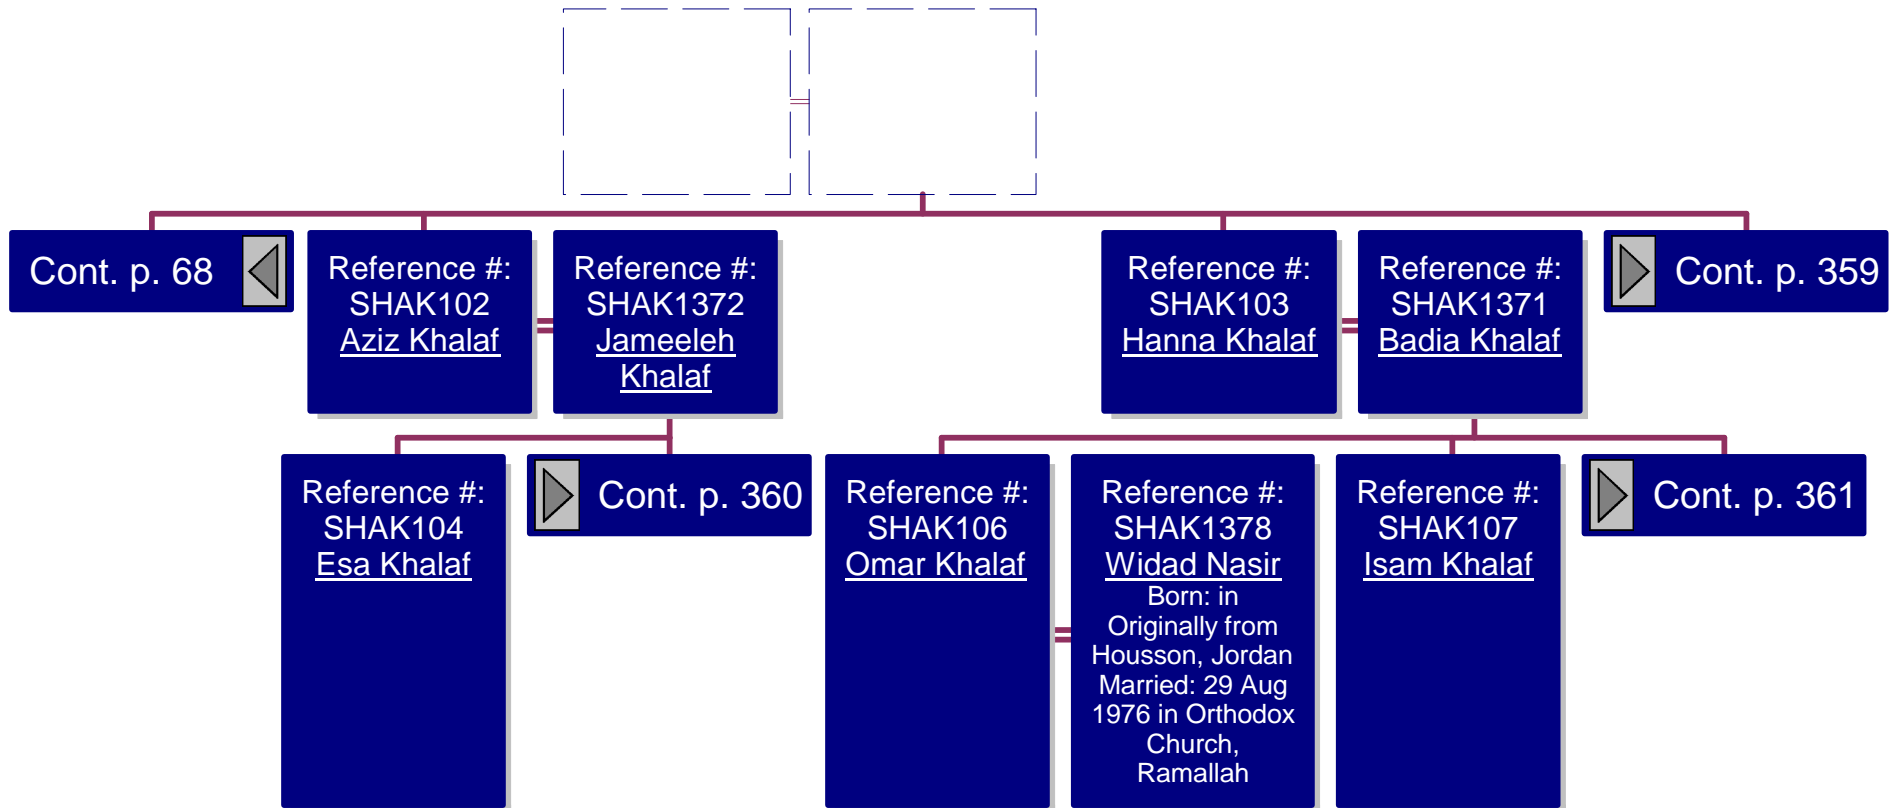 Cont. p. 68
Reference #:
SHAK102
Aziz Khalaf
Reference #:
SHAK1372
Jameeleh
Khalaf
Reference #:
SHAK103
Hanna Khalaf
Reference #:
SHAK1371
Badia Khalaf
Cont. p. 359
Reference #:
SHAK104
Esa Khalaf
Cont. p. 360
Reference #:
SHAK106
Omar Khalaf
Reference #:
SHAK1378
Widad Nasir
Born: in
Originally from
Housson, Jordan
Married: 29 Aug
1976 in Orthodox
Church,
Ramallah
Reference #:
SHAK107
Isam Khalaf
Cont. p. 361